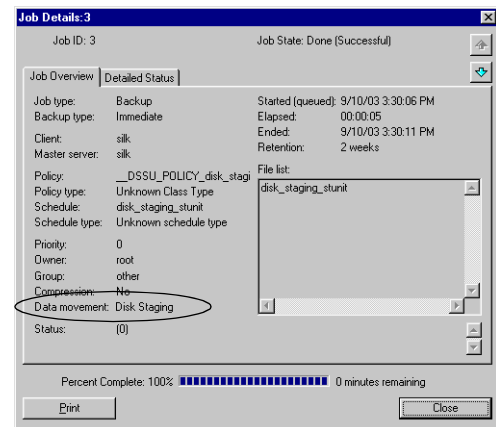 Job Details:3
Job ID: 3 Job State: Done (Successful)
Job Overview Detailed Status
Job type: Backup Started (queued): 9/10/03 3:30:06 PM
Backup type: Immediate Elapsed: 00:00:05
Ended: 9/10/03 3:30:11 PM
Client: silk
Master server: silk Retention: 2 weeks
Policy: __DSSU_POLICY_disk_stagi File list:
Policy type: Unknown Class Type disk_staging_stunit
Schedule: disk_staging_stunit
Schedule type: Unknown schedule type
Priority: 0
Owner: root
Group: other
Compression: No
Data movement: Disk Staging
Status: (0)
Percent Complete: 100% 0 minutes remaining
Print Close